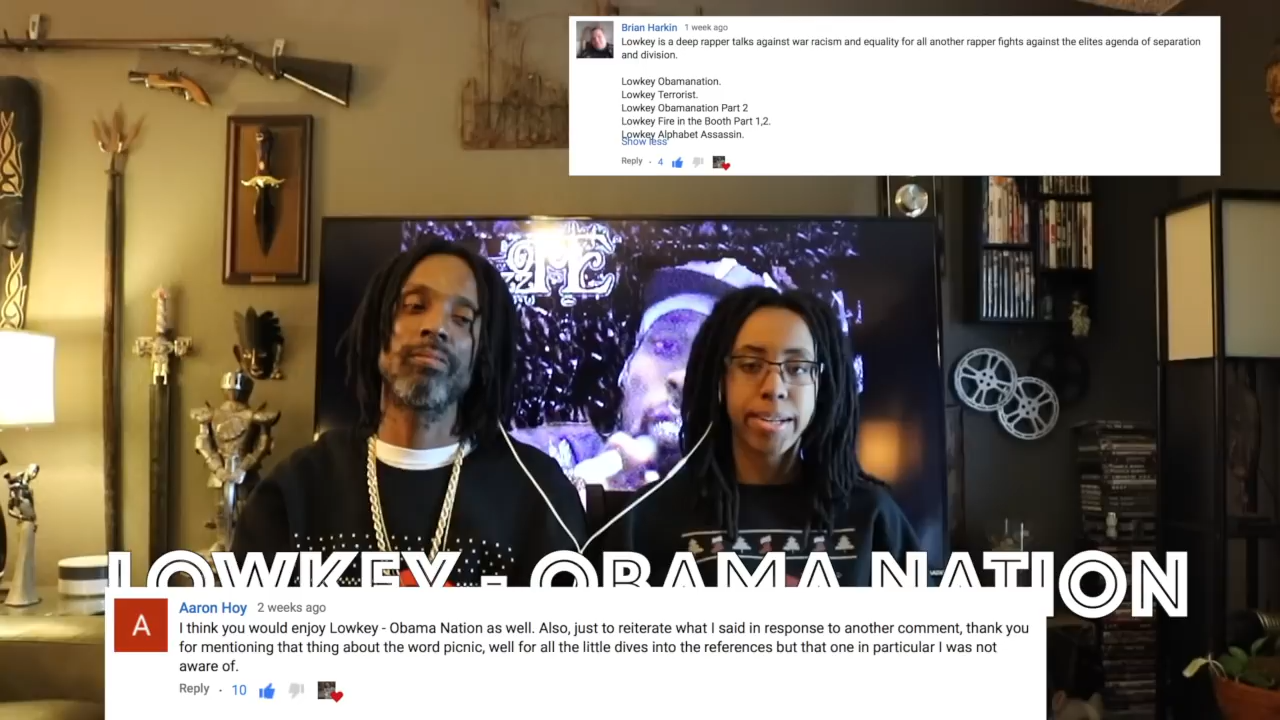 Brian Harkin 1 week ago
Lowkey is a deep rapper talks against war racism and equality for all another rapper fights against the elites agenda of separation
and division.
Lowkey Obamanation.
Lowkey Terrorist.
Lowkey Obamanation Part 2
Lowkey Fire in the Booth Part 1,2.
Lowkey Alphabet Assassin.
Show less
Reply · 4
LOWKEY - OBAMA NATION
A
Aaron Hoy 2 weeks ago
I think you would enjoy Lowkey - Obama Nation as well. Also, just to reiterate what I said in response to another comment, thank you
for mentioning that thing about the word picnic, well for all the little dives into the references but that one in particular I was not
aware of.
Reply · 10